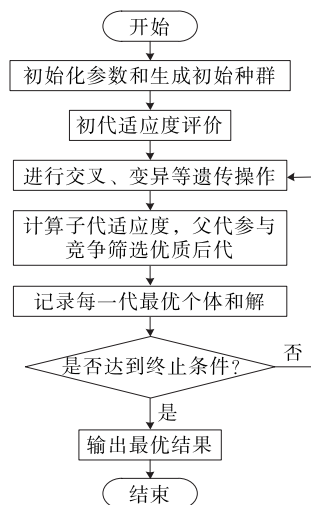 开始
初始化参数和生成初始种群
初代适应度评价
进行交叉、变异等遗传操作
计算子代适应度，父代参与
竞争筛选优质后代
记录每一代最优个体和解
是否达到终止条件?
否
是
输出最优结果
结束